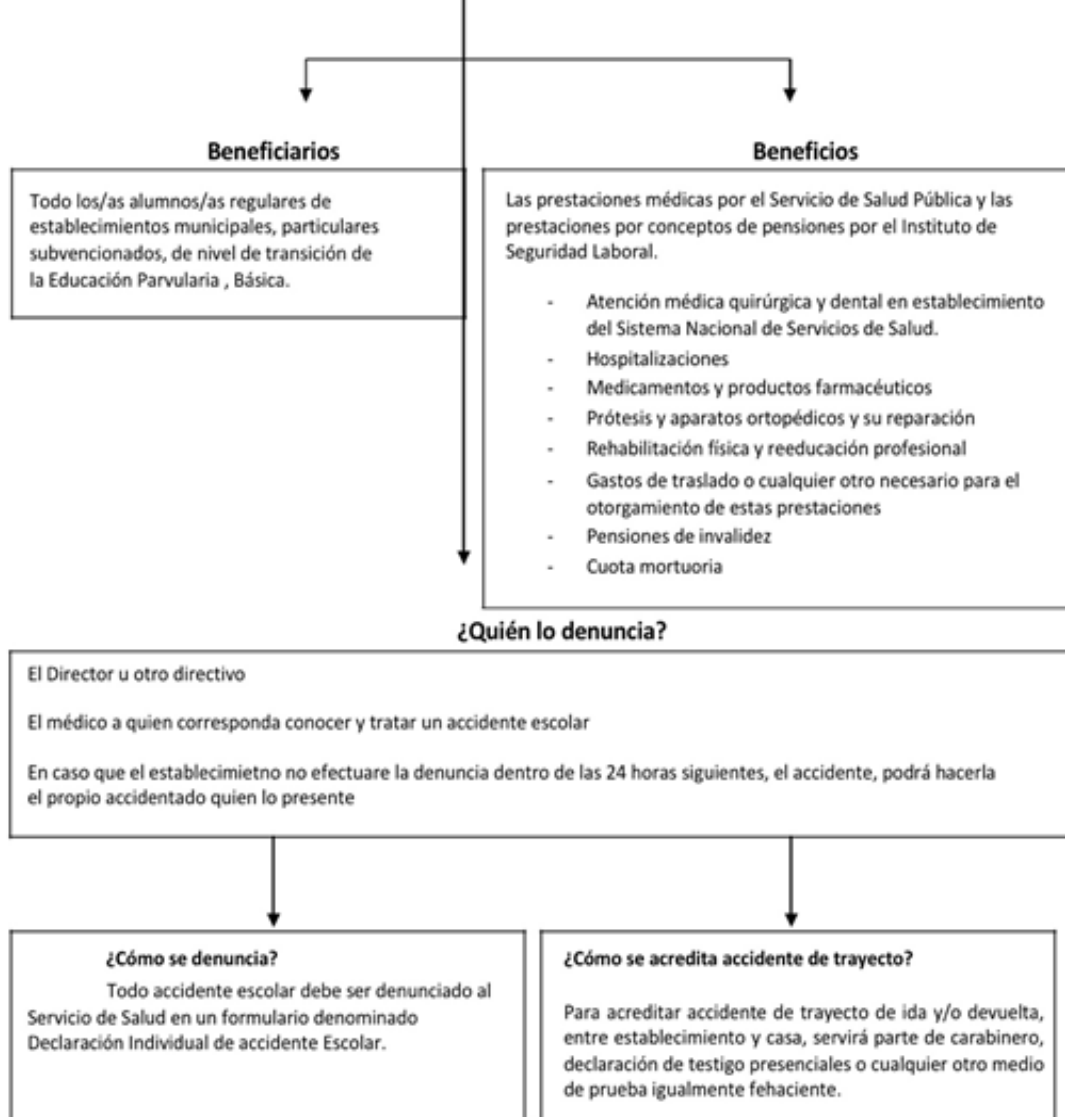 Beneficiarios
Todo los/as alumnos/as regulares de
establecimientos municipales, particulares
subvencionados, de nivel de transición de
la Educación Parvularia , Básica.
Beneficios
Las prestaciones médicas por el Servicio de Salud Pública y las
prestaciones por conceptos de pensiones por el Instituto de
Seguridad Laboral.
- Atención médica quirúrgica y dental en establecimiento
del Sistema Nacional de Servicios de Salud.
- Hospitalizaciones
- Medicamentos y productos farmacéuticos
- Prótesis y aparatos ortopédicos y su reparación
- Rehabilitación física y reeducación profesional
- Gastos de traslado o cualquier otro necesario para el
otorgamiento de estas prestaciones
- Pensiones de invalidez
- Cuota mortuoria
¿Quién lo denuncia?
El Director u otro directivo
El médico a quien corresponda conocer y tratar un accidente escolar
En caso que el establecimietno no efectuare la denuncia dentro de las 24 horas siguientes, el accidente, podrá hacerla
el propio accidentado quien lo presente
¿Cómo se denuncia?
Todo accidente escolar debe ser denunciado al
Servicio de Salud en un formulario denominado
Declaración Individual de accidente Escolar.
¿Cómo se acredita accidente de trayecto?
Para acreditar accidente de trayecto de ida y/o devuelta,
entre establecimiento y casa, servirá parte de carabinero,
declaración de testigo presenciales o cualquier otro medio
de prueba igualmente fehaciente.